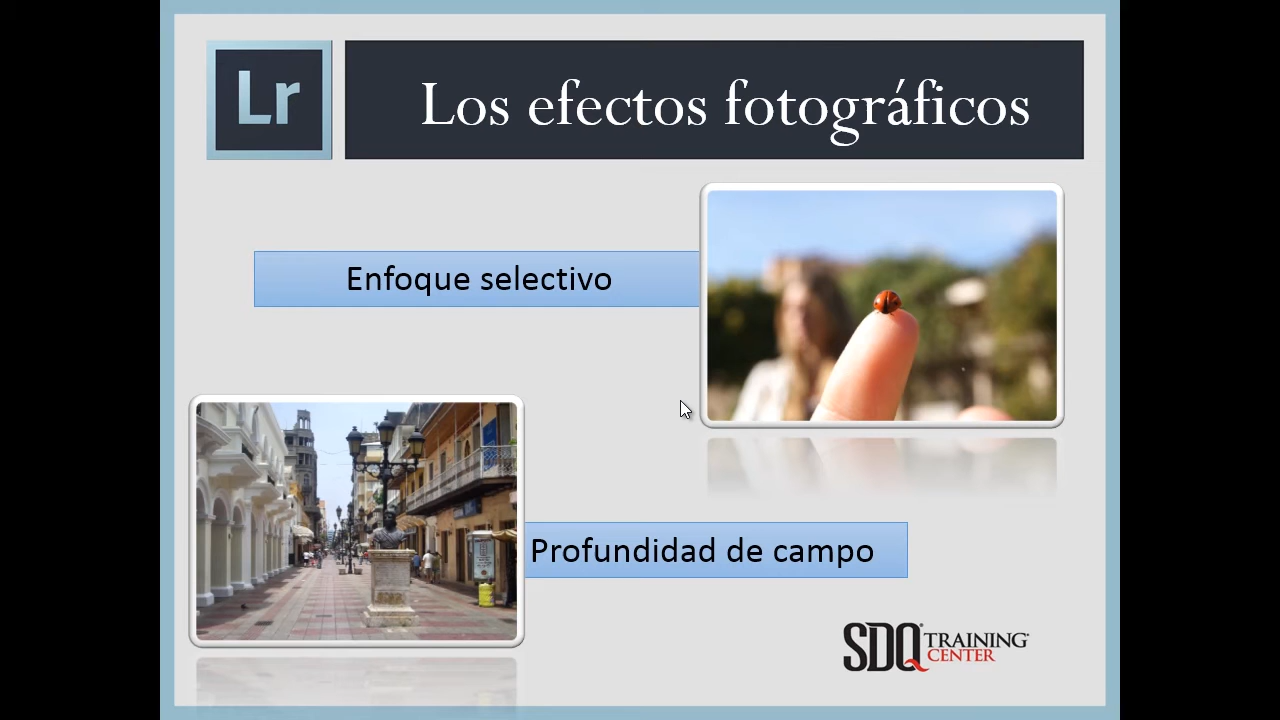 Lr
Los efectos fotográficos
Enfoque selectivo
Profundidad de campo
SDQ TRAINING
CENTER